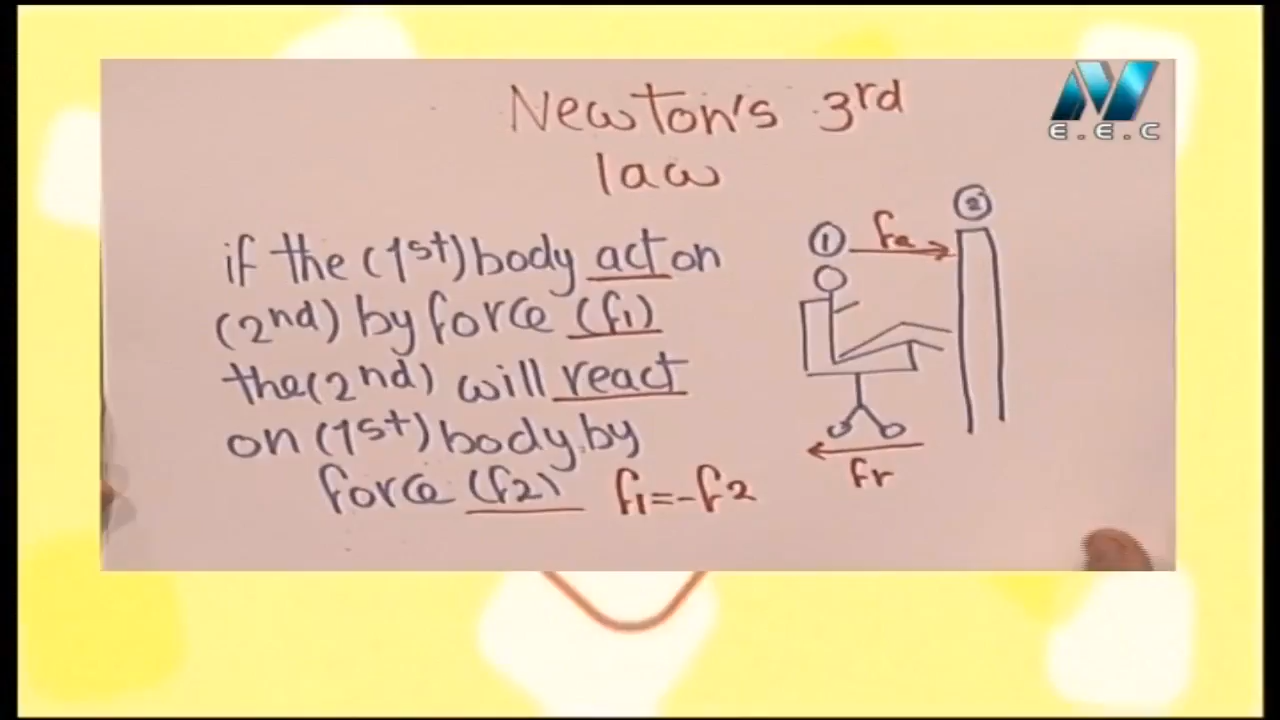 Newton's 3rd
law
if the (1st) body act on
(2nd) by force (f1)
the (2nd) will react
on (1st) body by
force (f2) f1=-f2
1 fa 2
fr
E.E.C